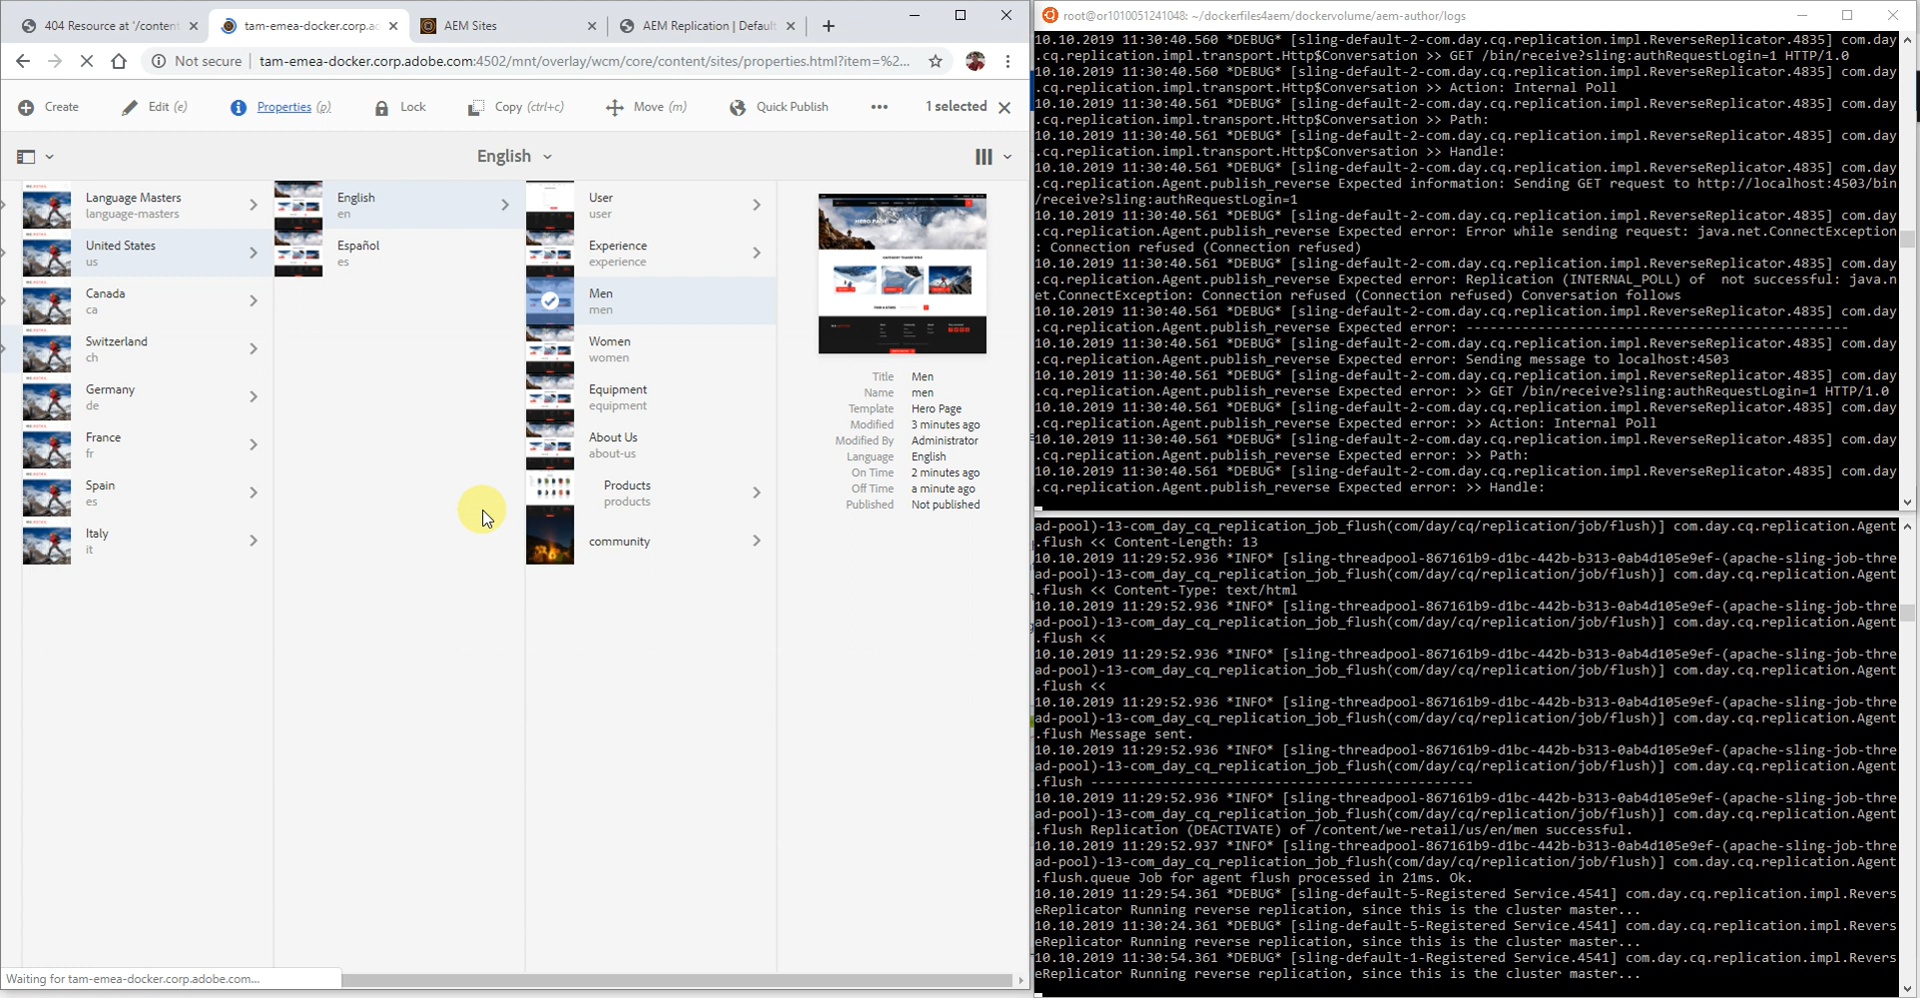 404 Resource at '/content
tam-emea-docker.corp.ado
AEM Sites
AEM Replication | Default
Not secure
tam-emea-docker.corp.adobe.com:4502/mnt/overlay/wcm/core/content/sites/properties.html?item=%2...
Create
Edit (e)
Properties (p)
Lock
Copy (ctrl+c)
Move (m)
Quick Publish
1 selected
English
Language Masters
language-masters
United States
us
Canada
ca
Switzerland
ch
Germany
de
France
fr
Spain
es
Italy
it
English
en
Español
es
User
user
Experience
experience
Men
men
Women
women
Equipment
equipment
About Us
about-us
Products
products
community
HERO PAGE
Title Men
Name men
Template Hero Page
Modified 3 minutes ago
Modified By Administrator
Language English
On Time 2 minutes ago
Off Time a minute ago
Published Not published
Waiting for tam-emea-docker.corp.adobe.com...
root@or1010051241048: ~/dockerfiles4aem/dockervolume/aem-author/logs
10.10.2019 11:30:40.560 *DEBUG* [sling-default-2-com.day.cq.replication.impl.ReverseReplicator.4835] com.day
.cq.replication.impl.transport.Http$Conversation >> GET /bin/receive?sling:authRequestLogin=1 HTTP/1.0
10.10.2019 11:30:40.560 *DEBUG* [sling-default-2-com.day.cq.replication.impl.ReverseReplicator.4835] com.day
.cq.replication.impl.transport.Http$Conversation >> Action: Internal Poll
10.10.2019 11:30:40.561 *DEBUG* [sling-default-2-com.day.cq.replication.impl.ReverseReplicator.4835] com.day
.cq.replication.impl.transport.Http$Conversation >> Path:
10.10.2019 11:30:40.561 *DEBUG* [sling-default-2-com.day.cq.replication.impl.ReverseReplicator.4835] com.day
.cq.replication.impl.transport.Http$Conversation >> Handle:
10.10.2019 11:30:40.561 *DEBUG* [sling-default-2-com.day.cq.replication.impl.ReverseReplicator.4835] com.day
.cq.replication.Agent.publish_reverse Expected information: Sending GET request to http://localhost:4503/bin
/receive?sling:authRequestLogin=1
10.10.2019 11:30:40.561 *DEBUG* [sling-default-2-com.day.cq.replication.impl.ReverseReplicator.4835] com.day
.cq.replication.Agent.publish_reverse Expected error: Error while sending request: java.net.ConnectException
: Connection refused (Connection refused)
10.10.2019 11:30:40.561 *DEBUG* [sling-default-2-com.day.cq.replication.impl.ReverseReplicator.4835] com.day
.cq.replication.Agent.publish_reverse Expected error: Replication (INTERNAL_POLL) of  not successful: java.n
et.ConnectException: Connection refused (Connection refused) Conversation follows
10.10.2019 11:30:40.561 *DEBUG* [sling-default-2-com.day.cq.replication.impl.ReverseReplicator.4835] com.day
.cq.replication.Agent.publish_reverse Expected error: ------------------------------------------------
10.10.2019 11:30:40.561 *DEBUG* [sling-default-2-com.day.cq.replication.impl.ReverseReplicator.4835] com.day
.cq.replication.Agent.publish_reverse Expected error: Sending message to localhost:4503
10.10.2019 11:30:40.561 *DEBUG* [sling-default-2-com.day.cq.replication.impl.ReverseReplicator.4835] com.day
.cq.replication.Agent.publish_reverse Expected error: >> GET /bin/receive?sling:authRequestLogin=1 HTTP/1.0
10.10.2019 11:30:40.561 *DEBUG* [sling-default-2-com.day.cq.replication.impl.ReverseReplicator.4835] com.day
.cq.replication.Agent.publish_reverse Expected error: >> Action: Internal Poll
10.10.2019 11:30:40.561 *DEBUG* [sling-default-2-com.day.cq.replication.impl.ReverseReplicator.4835] com.day
.cq.replication.Agent.publish_reverse Expected error: >> Path:
10.10.2019 11:30:40.561 *DEBUG* [sling-default-2-com.day.cq.replication.impl.ReverseReplicator.4835] com.day
.cq.replication.Agent.publish_reverse Expected error: >> Handle:
ad-pool)-13-com_day_cq_replication_job_flush(com/day/cq/replication/job/flush)] com.day.cq.replication.Agent
.flush << Content-Length: 13
10.10.2019 11:29:52.936 *INFO* [sling-threadpool-867161b9-d1bc-442b-b313-0ab4d105e9ef-(apache-sling-job-thre
ad-pool)-13-com_day_cq_replication_job_flush(com/day/cq/replication/job/flush)] com.day.cq.replication.Agent
.flush << Content-Type: text/html
10.10.2019 11:29:52.936 *INFO* [sling-threadpool-867161b9-d1bc-442b-b313-0ab4d105e9ef-(apache-sling-job-thre
ad-pool)-13-com_day_cq_replication_job_flush(com/day/cq/replication/job/flush)] com.day.cq.replication.Agent
.flush <<
10.10.2019 11:29:52.936 *INFO* [sling-threadpool-867161b9-d1bc-442b-b313-0ab4d105e9ef-(apache-sling-job-thre
ad-pool)-13-com_day_cq_replication_job_flush(com/day/cq/replication/job/flush)] com.day.cq.replication.Agent
.flush <<
10.10.2019 11:29:52.936 *INFO* [sling-threadpool-867161b9-d1bc-442b-b313-0ab4d105e9ef-(apache-sling-job-thre
ad-pool)-13-com_day_cq_replication_job_flush(com/day/cq/replication/job/flush)] com.day.cq.replication.Agent
.flush Message sent.
10.10.2019 11:29:52.936 *INFO* [sling-threadpool-867161b9-d1bc-442b-b313-0ab4d105e9ef-(apache-sling-job-thre
ad-pool)-13-com_day_cq_replication_job_flush(com/day/cq/replication/job/flush)] com.day.cq.replication.Agent
.flush ------------------------------------------------
10.10.2019 11:29:52.936 *INFO* [sling-threadpool-867161b9-d1bc-442b-b313-0ab4d105e9ef-(apache-sling-job-thre
ad-pool)-13-com_day_cq_replication_job_flush(com/day/cq/replication/job/flush)] com.day.cq.replication.Agent
.flush Replication (DEACTIVATE) of /content/we-retail/us/en/men successful.
10.10.2019 11:29:52.937 *INFO* [sling-threadpool-867161b9-d1bc-442b-b313-0ab4d105e9ef-(apache-sling-job-thre
ad-pool)-13-com_day_cq_replication_job_flush(com/day/cq/replication/job/flush)] com.day.cq.replication.Agent
.flush.queue Job for agent flush processed in 21ms. Ok.
10.10.2019 11:29:54.361 *DEBUG* [sling-default-5-Registered Service.4541] com.day.cq.replication.impl.Revers
eReplicator Running reverse replication, since this is the cluster master...
10.10.2019 11:30:24.361 *DEBUG* [sling-default-5-Registered Service.4541] com.day.cq.replication.impl.Revers
eReplicator Running reverse replication, since this is the cluster master...
10.10.2019 11:30:54.361 *DEBUG* [sling-default-1-Registered Service.4541] com.day.cq.replication.impl.Revers
eReplicator Running reverse replication, since this is the cluster master...